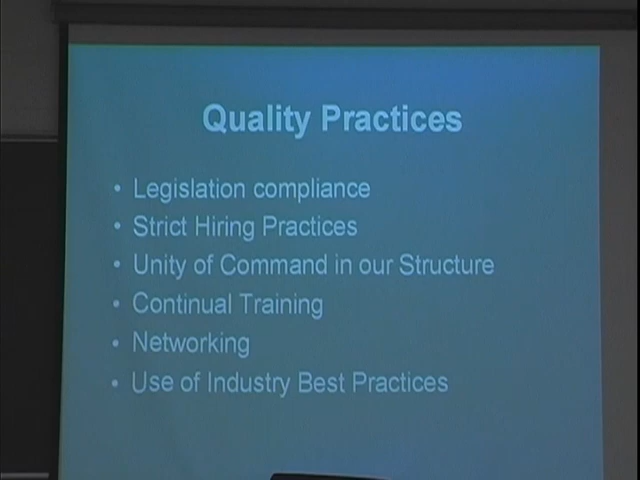 Quality Practices
• Legislation compliance
• Strict Hiring Practices
• Unity of Command in our Structure
• Continual Training
• Networking
• Use of Industry Best Practices